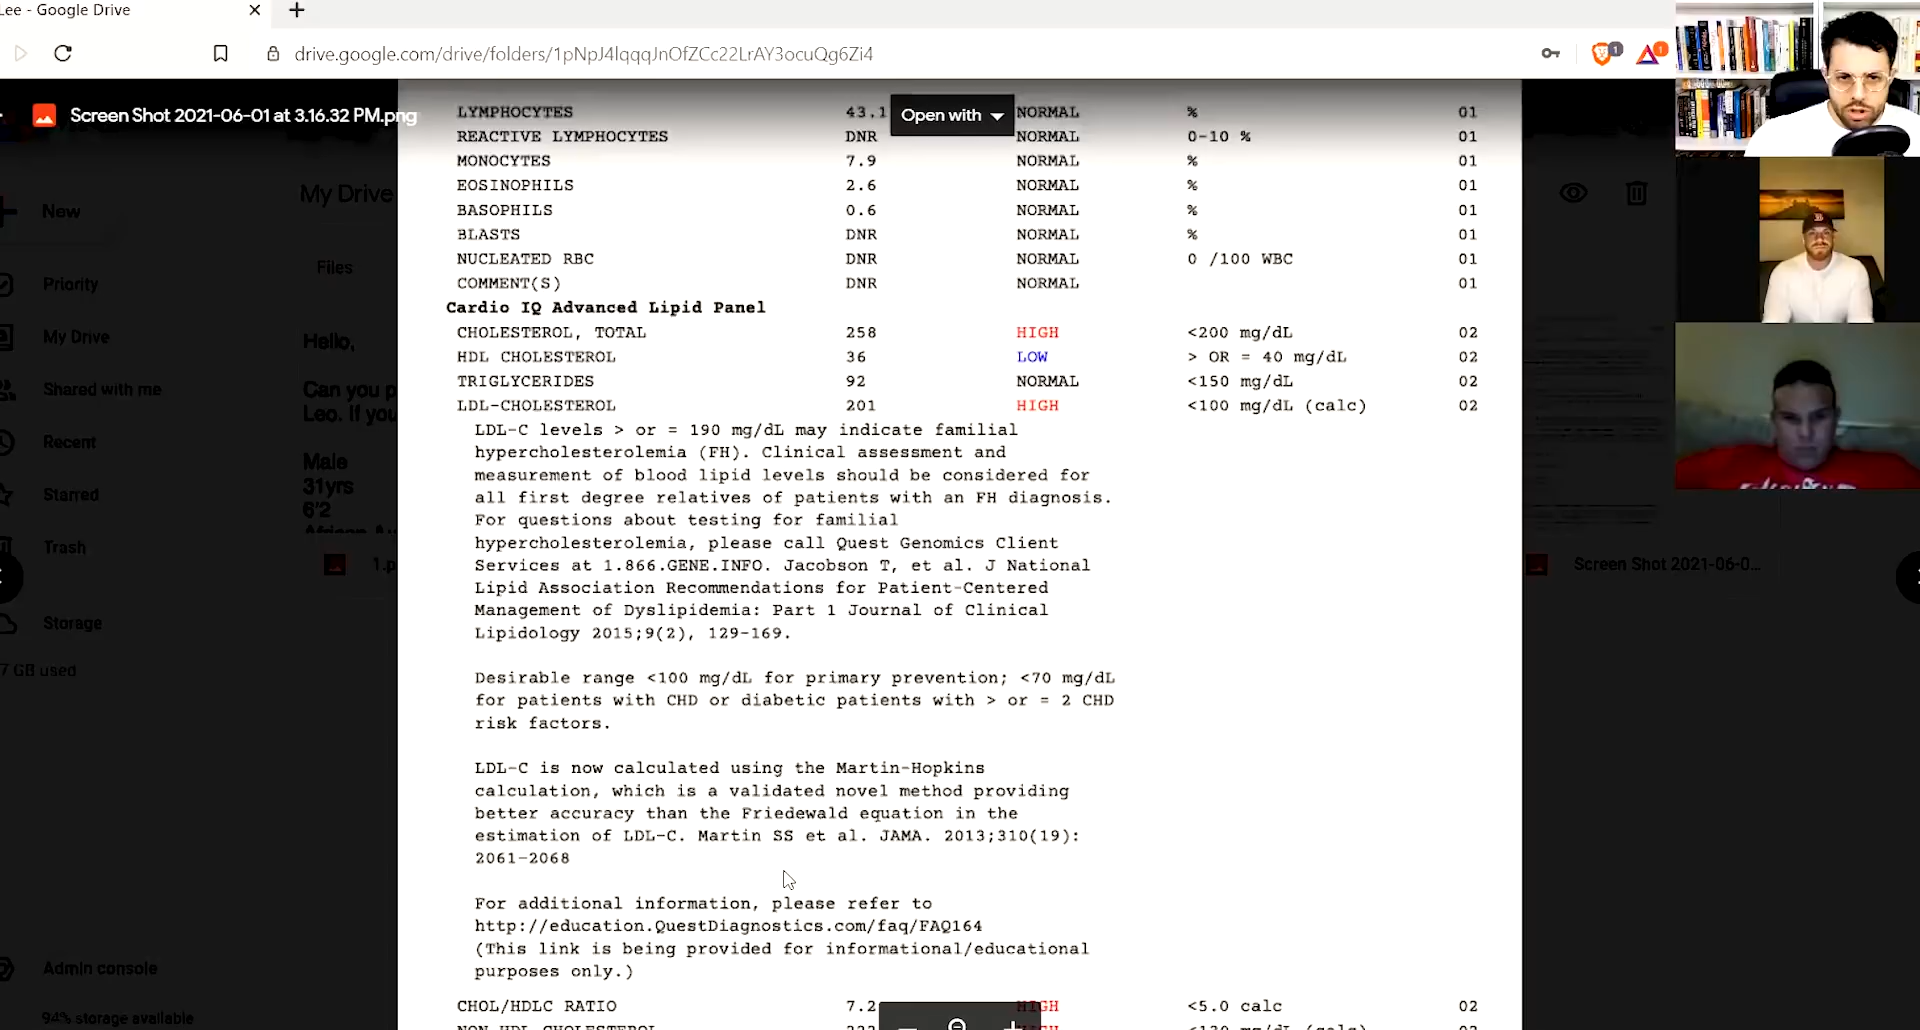 Lee - Google Drive
drive.google.com/drive/folders/1pNpJ4lqqqJnOfZCc22LrAY3ocuQg6Zi4
1
1
Screen Shot 2021-06-01 at 3.16.32 PM.png
Open with
LYMPHOCYTES 43.1 NORMAL % 01
REACTIVE LYMPHOCYTES DNR NORMAL 0-10 % 01
MONOCYTES 7.9 NORMAL % 01
EOSINOPHILS 2.6 NORMAL % 01
BASOPHILS 0.6 NORMAL % 01
BLASTS DNR NORMAL % 01
NUCLEATED RBC DNR NORMAL 0 /100 WBC 01
COMMENT(S) DNR NORMAL 01
Cardio IQ Advanced Lipid Panel
CHOLESTEROL, TOTAL 258 HIGH <200 mg/dL 02
HDL CHOLESTEROL 36 LOW > OR = 40 mg/dL 02
TRIGLYCERIDES 92 NORMAL <150 mg/dL 02
LDL-CHOLESTEROL 201 HIGH <100 mg/dL (calc) 02
LDL-C levels > or = 190 mg/dL may indicate familial
hypercholesterolemia (FH). Clinical assessment and
measurement of blood lipid levels should be considered for
all first degree relatives of patients with an FH diagnosis.
For questions about testing for familial
hypercholesterolemia, please call Quest Genomics Client
Services at 1.866.GENE.INFO. Jacobson T, et al. J National
Lipid Association Recommendations for Patient-Centered
Management of Dyslipidemia: Part 1 Journal of Clinical
Lipidology 2015;9(2), 129-169.
Desirable range <100 mg/dL for primary prevention; <70 mg/dL
for patients with CHD or diabetic patients with > or = 2 CHD
risk factors.
LDL-C is now calculated using the Martin-Hopkins
calculation, which is a validated novel method providing
better accuracy than the Friedewald equation in the
estimation of LDL-C. Martin SS et al. JAMA. 2013;310(19):
2061-2068
For additional information, please refer to
http://education.QuestDiagnostics.com/faq/FAQ164
(This link is being provided for informational/educational
purposes only.)
CHOL/HDLC RATIO 7.2 HIGH <5.0 calc 02
New
Priority
My Drive
Shared with me
Recent
Starred
Trash
Storage
7 GB used
Admin console
94% storage available
My Drive
Files
Hello,
Can you p
Leo. If you
Male
31yrs
6'2
1.p
Screen Shot 2021-06-0...